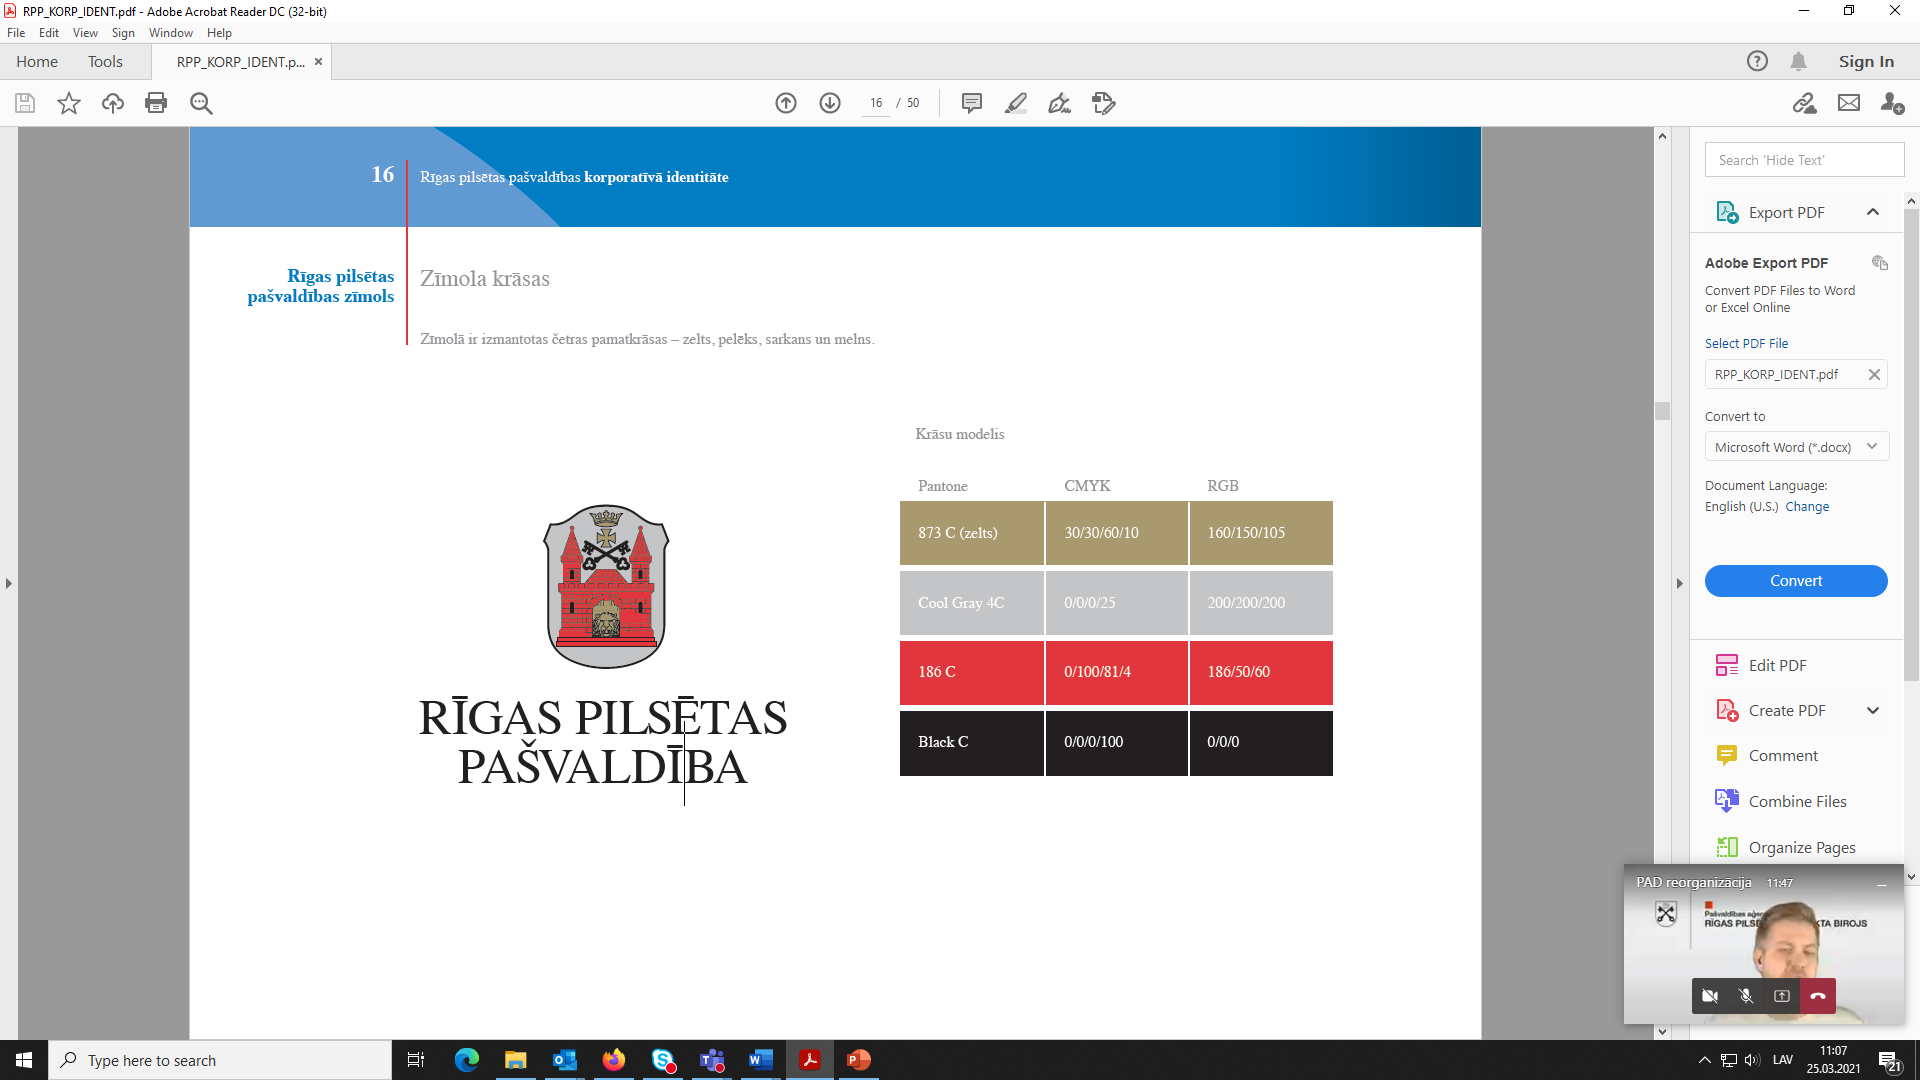 RPP_KORP_IDENT.pdf - Adobe Acrobat Reader DC (32-bit)
File Edit View Sign Window Help
Home Tools RPP_KORP_IDENT.p... Sign In
16 / 50
16 Rīgas pilsētas pašvaldības korporatīvā identitāte
Rīgas pilsētas
pašvaldības zīmols
Zīmola krāsas
Zīmolā ir izmantotas četras pamatkrāsas – zelts, pelēks, sarkans un melns.
RĪGAS PILSĒTAS
PAŠVALDĪBA
Krāsu modelis
Pantone CMYK RGB
873 C (zelts) 30/30/60/10 160/150/105
Cool Gray 4C 0/0/0/25 200/200/200
186 C 0/100/81/4 186/50/60
Black C 0/0/0/100 0/0/0
Search 'Hide Text'
Export PDF
Adobe Export PDF
Convert PDF Files to Word
or Excel Online
Select PDF File
RPP_KORP_IDENT.pdf
Convert to
Microsoft Word (*.docx)
Document Language:
English (U.S.) Change
Convert
Edit PDF
Create PDF
Comment
Combine Files
Organize Pages
PAD reorganizācija 11:47
Pašvaldības
RĪGAS BIROJS
Type here to search
LAV
11:07
25.03.2021
21